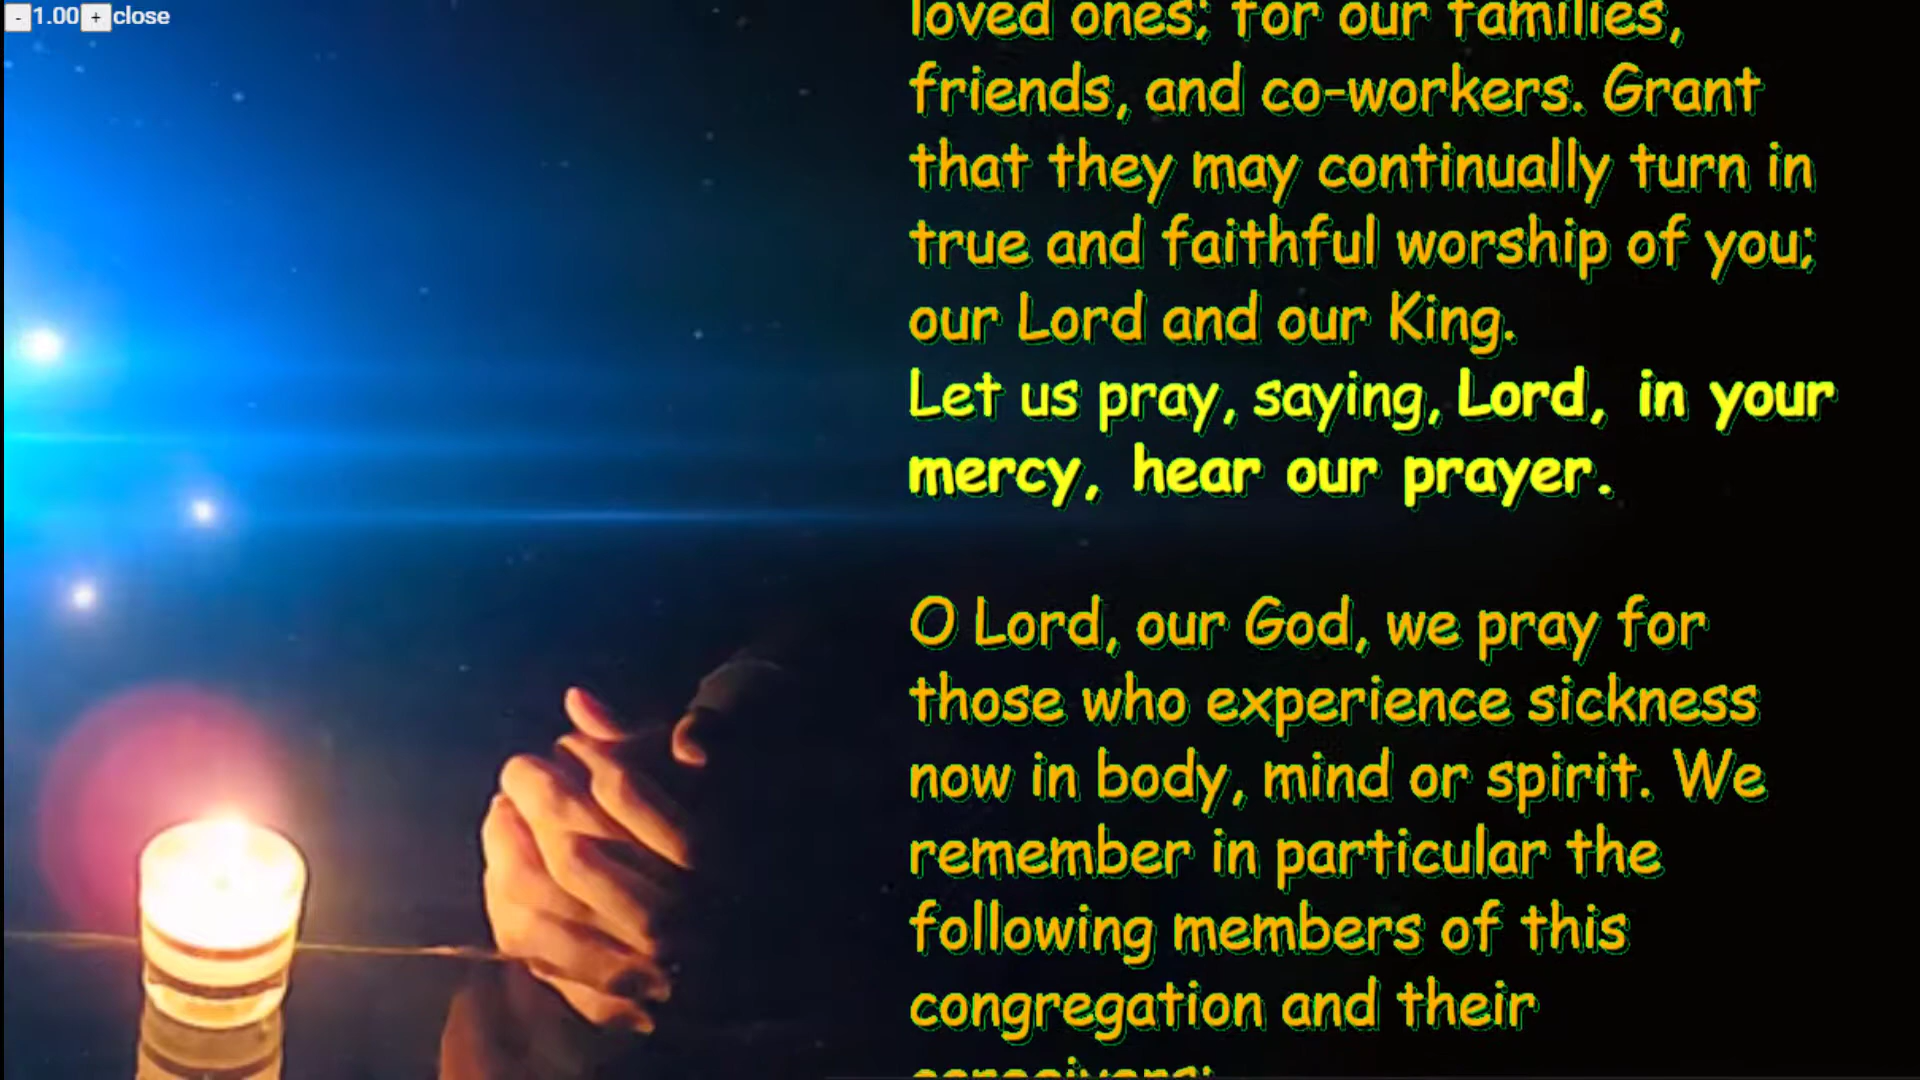 - 1.00 + close
loved ones; for our families,
friends, and co-workers. Grant
that they may continually turn in
true and faithful worship of you;
our Lord and our King.
Let us pray, saying, Lord, in your
mercy, hear our prayer.
O Lord, our God, we pray for
those who experience sickness
now in body, mind or spirit. We
remember in particular the
following members of this
congregation and their
caregivers: